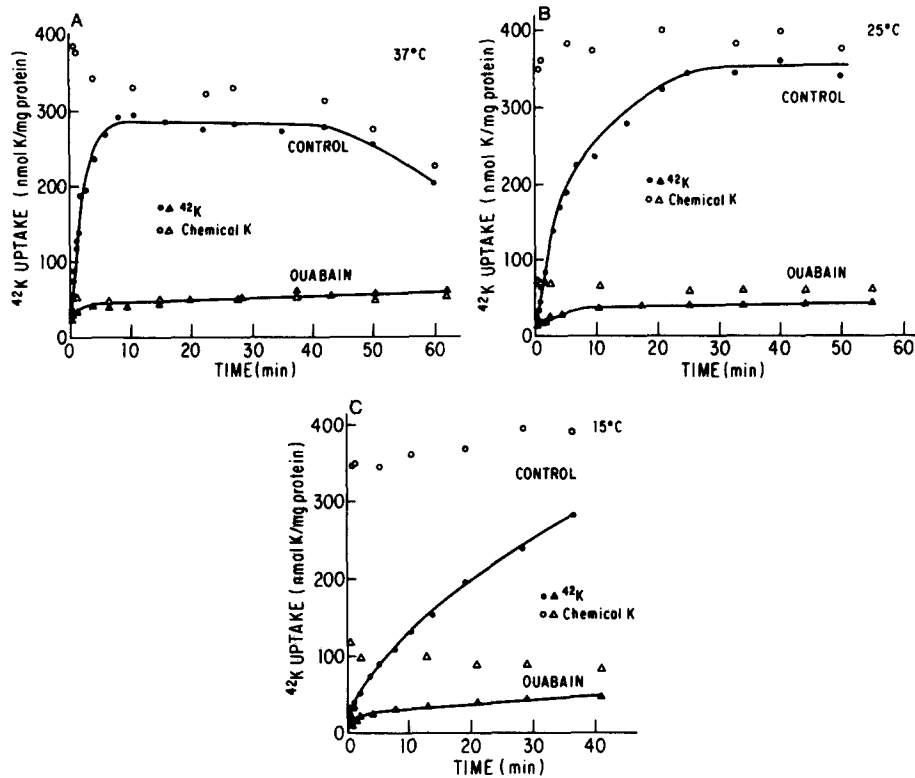 A
37°C
400
300
200
100
0
⁴²K UPTAKE (nmol K/mg protein)
CONTROL
⁴²K
Chemical K
OUABAIN
0 10 20 30 40 50 60
TIME (min)
B
25°C
400
300
200
100
0
⁴²K UPTAKE (nmol K/mg protein)
CONTROL
⁴²K
Chemical K
OUABAIN
0 10 20 30 40 50 60
TIME (min)
C
15°C
400
300
200
100
0
⁴²K UPTAKE (nmol K/mg protein)
CONTROL
⁴²K
Chemical K
OUABAIN
0 10 20 30 40
TIME (min)